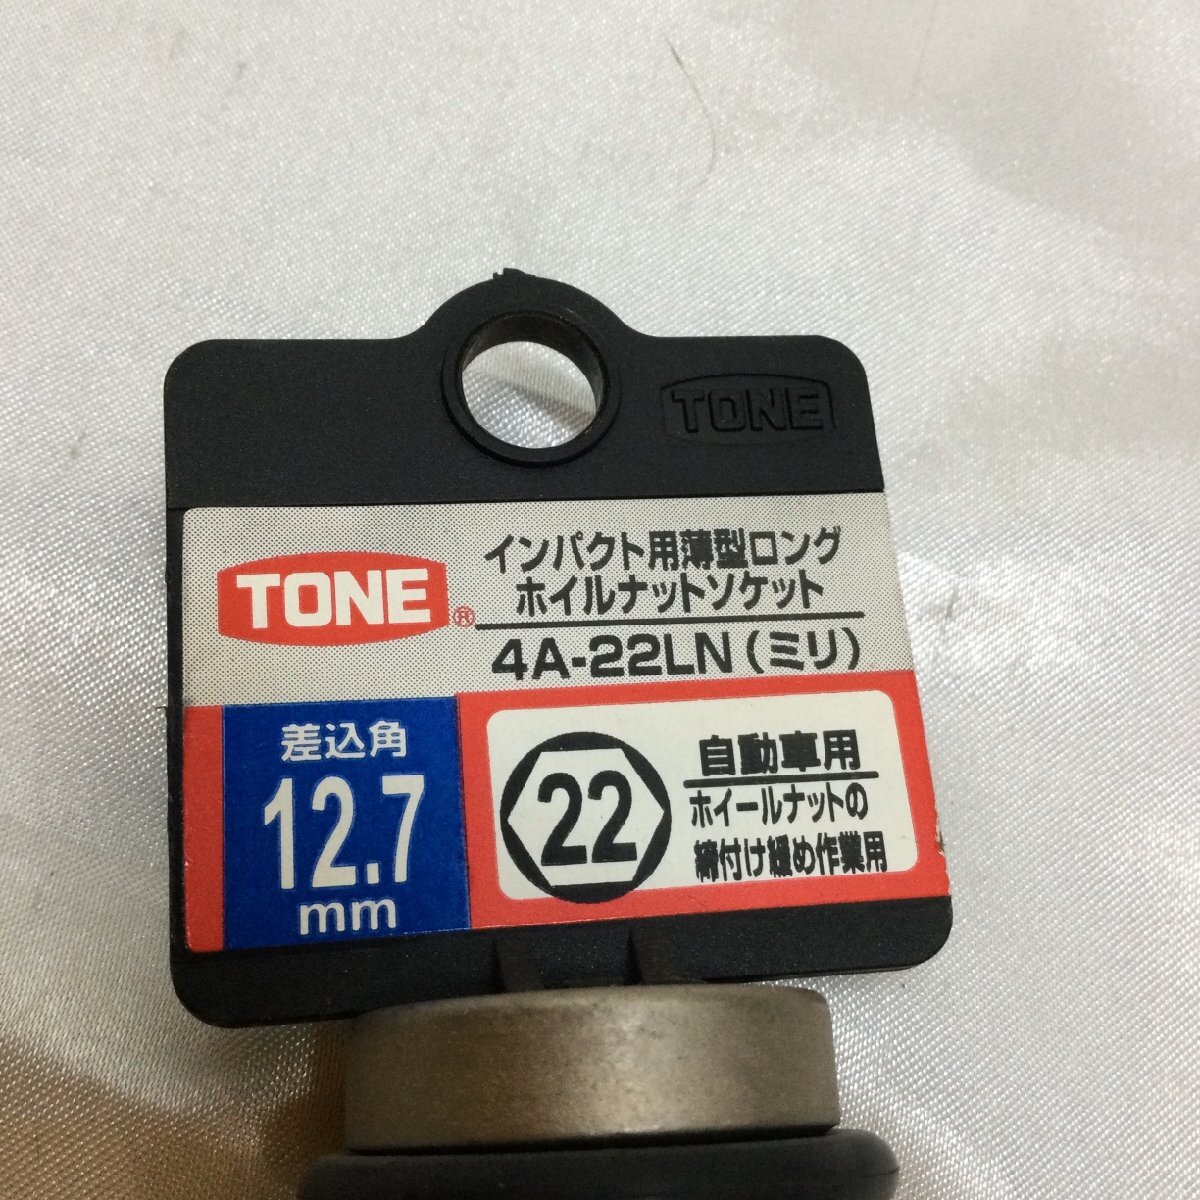 TONE
TONE®
インパクト用薄型ロング
ホイルナットソケット
4A-22LN(ミリ)
差込角
12.7
mm
22
自動車用
ホイールナットの
締付け緩め作業用